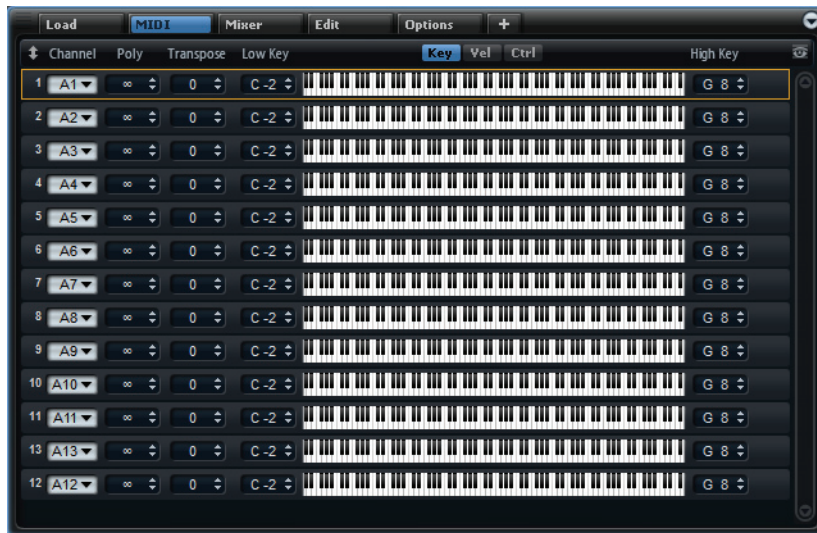 Load MIDI Mixer Edit Options +
Channel Poly Transpose Low Key Key Vel Ctrl High Key
1 A1 ∞ 0 C -2 G 8
2 A2 ∞ 0 C -2 G 8
3 A3 ∞ 0 C -2 G 8
4 A4 ∞ 0 C -2 G 8
5 A5 ∞ 0 C -2 G 8
6 A6 ∞ 0 C -2 G 8
7 A7 ∞ 0 C -2 G 8
8 A8 ∞ 0 C -2 G 8
9 A9 ∞ 0 C -2 G 8
10 A10 ∞ 0 C -2 G 8
11 A11 ∞ 0 C -2 G 8
13 A13 ∞ 0 C -2 G 8
12 A12 ∞ 0 C -2 G 8